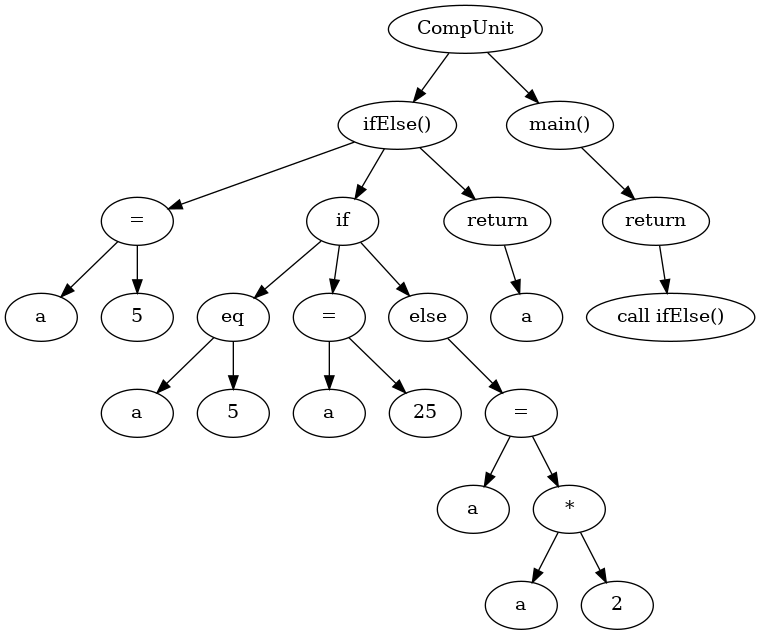 CompUnit
ifElse() main()
= if return return
a 5 eq = else a call ifElse()
a 5 a 25 =
a *
a 2